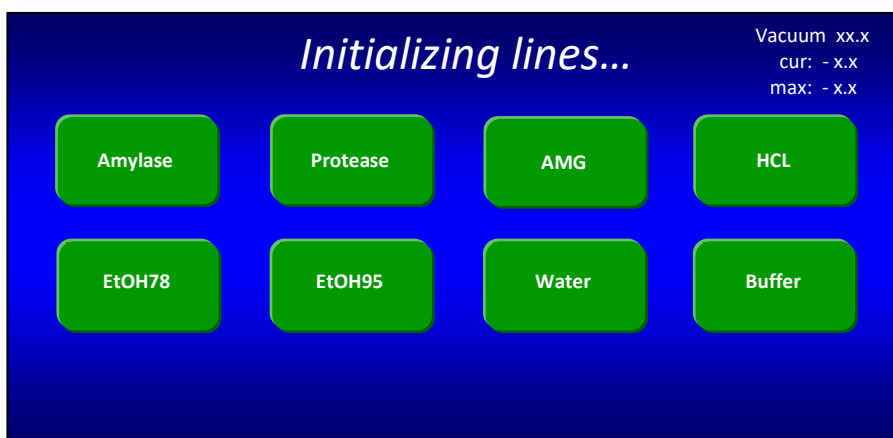 Initializing lines...
Vacuum xx.x
cur: - x.x
max: - x.x
Amylase
Protease
AMG
HCL
EtOH78
EtOH95
Water
Buffer